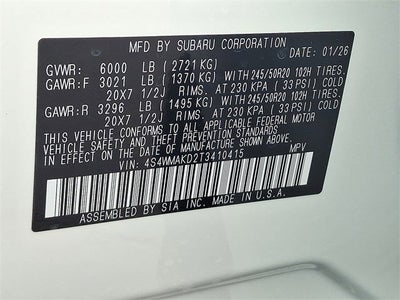 MFD BY SUBARU CORPORATION
DATE: 01/26
GVWR: 6000 LB (2721 KG)
GAWR:F 3021 LB (1370 KG) WITH 245/50R20 102H TIRES.
20X7 1/2J RIMS. AT 230 KPA (33 PSI) COLD
GAWR:R 3296 LB (1495 KG) WITH 245/50R20 102H TIRES.
20X7 1/2J RIMS. AT 230 KPA (33 PSI) COLD
THIS VEHICLE CONFORMS TO ALL APPLICABLE FEDERAL MOTOR
VEHICLE SAFETY AND THEFT PREVENTION STANDARDS
IN EFFECT ON THE DATE OF MANUFACTURE SHOWN ABOVE.
VIN: 4S4WMAKD2T3410415 MPV
ASSEMBLED BY SIA INC. MADE IN U.S.A.